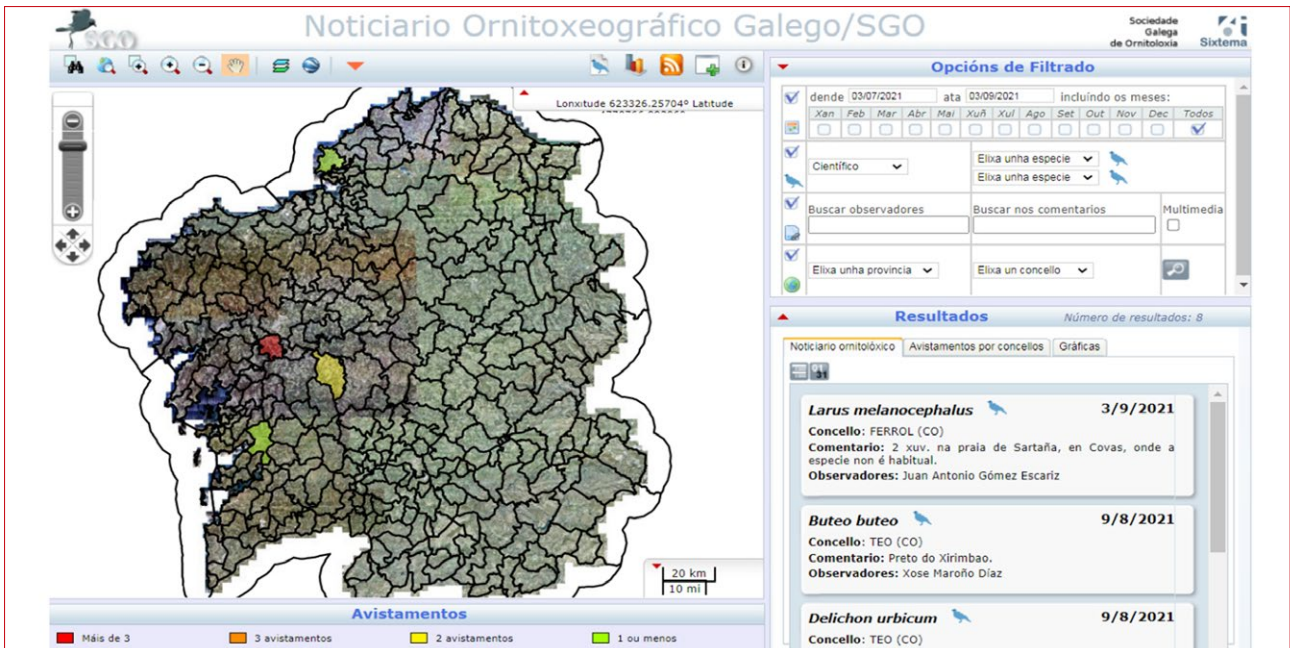 SGO
Noticiario Ornitoxeográfico Galego/SGO
Sociedade
Galega
de Ornitoloxia
Sixtema
Lonxitude 623326.25704º Latitude
20 km
10 mi
Avistamentos
Máis de 3
3 avistamentos
2 avistamentos
1 ou menos
Opcións de Filtrado
dende 03/07/2021 ata 03/09/2021 incluíndo os meses:
Xan Feb Mar Abr Mai Xuñ Xul Ago Set Out Nov Dec Todos
Científico
Elixa unha especie
Elixa unha especie
Buscar observadores Buscar nos comentarios Multimedia
Elixa unha provincia Elixa un concello
Resultados Número de resultados: 8
Noticiario ornitolóxico Avistamentos por concellos Gráficas
31
Larus melanocephalus 3/9/2021
Concello: FERROL (CO)
Comentario: 2 xuv. na praia de Sartaña, en Covas, onde a
especie non é habitual.
Observadores: Juan Antonio Gómez Escariz
Buteo buteo 9/8/2021
Concello: TEO (CO)
Comentario: Preto do Xirimbao.
Observadores: Xose Maroño Díaz
Delichon urbicum 9/8/2021
Concello: TEO (CO)